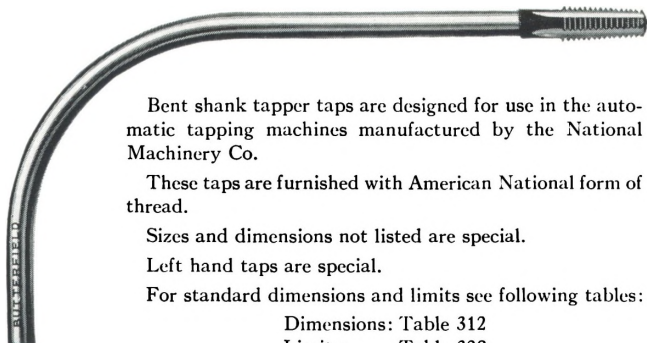 Bent shank tapper taps are designed for use in the auto-
matic tapping machines manufactured by the National
Machinery Co.
These taps are furnished with American National form of
thread.
Sizes and dimensions not listed are special.
Left hand taps are special.
For standard dimensions and limits see following tables:
Dimensions: Table 312
BUTTERFIELD